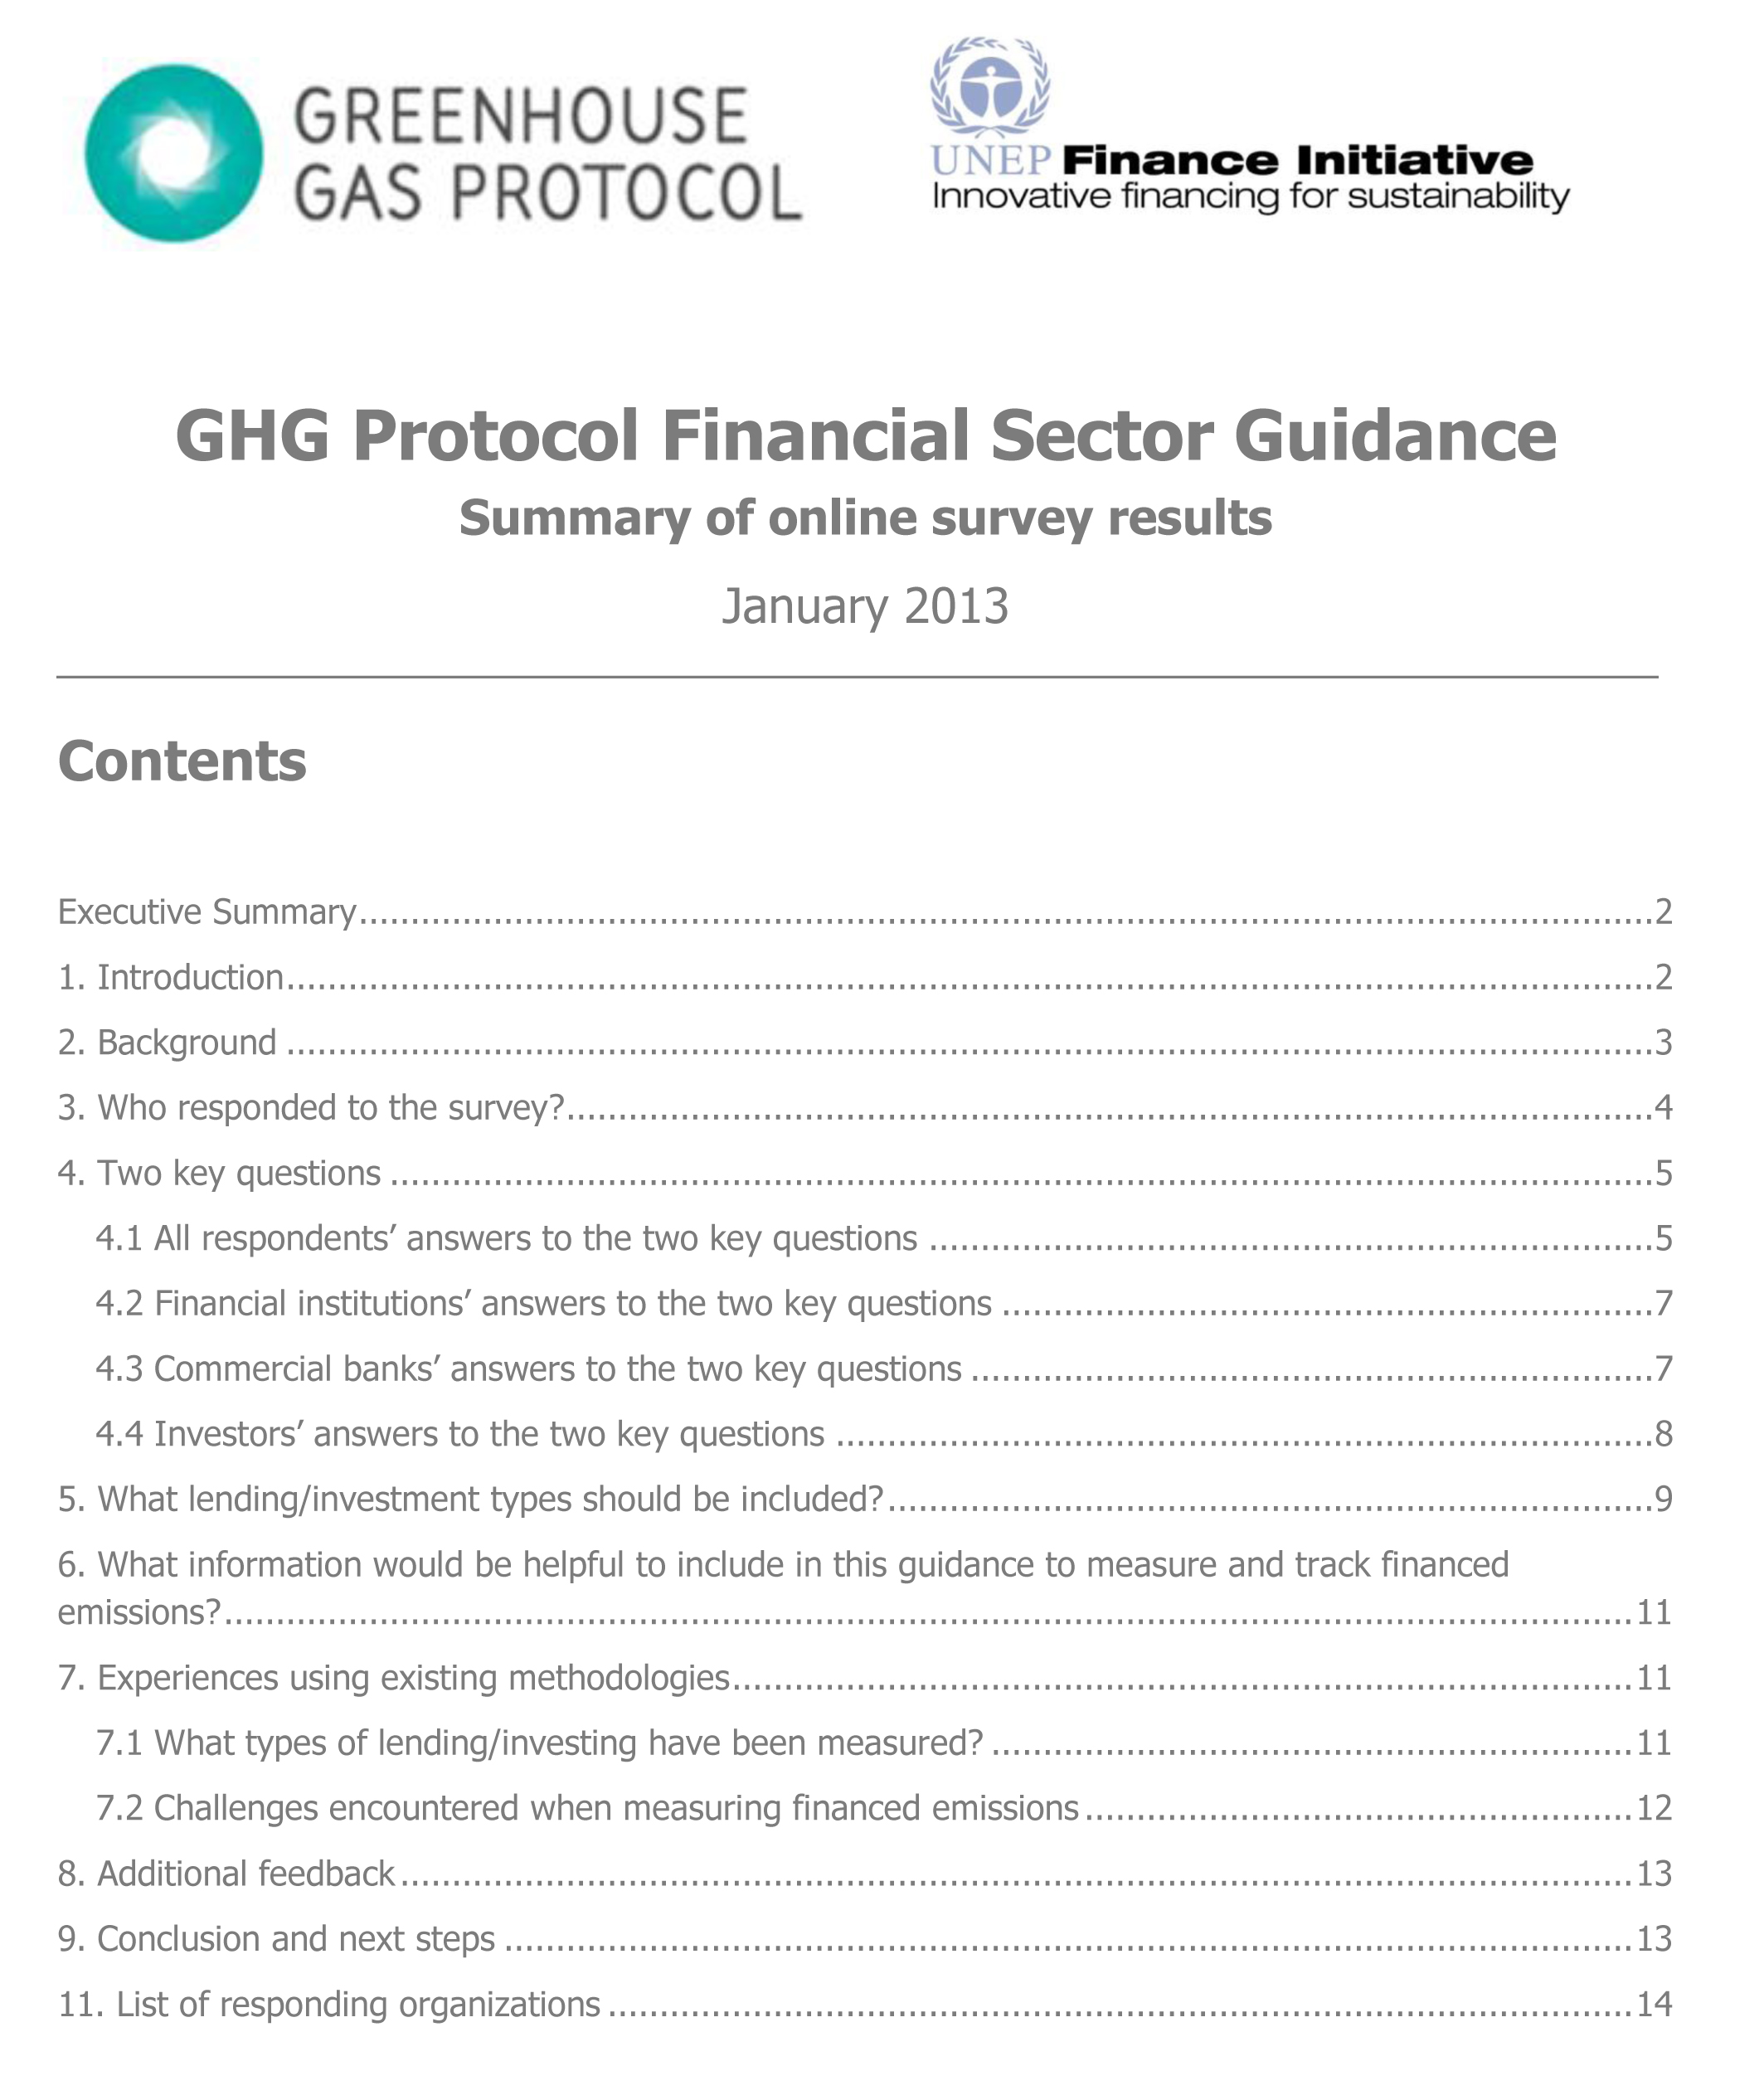 GREENHOUSE
GAS PROTOCOL
UNEP Finance Initiative
Innovative financing for sustainability
GHG Protocol Financial Sector Guidance
Summary of online survey results
January 2013
Contents
Executive Summary 2
1. Introduction 2
2. Background 3
3. Who responded to the survey? 4
4. Two key questions 5
4.1 All respondents’ answers to the two key questions 5
4.2 Financial institutions’ answers to the two key questions 7
4.3 Commercial banks’ answers to the two key questions 7
4.4 Investors’ answers to the two key questions 8
5. What lending/investment types should be included? 9
6. What information would be helpful to include in this guidance to measure and track financed
emissions? 11
7. Experiences using existing methodologies 11
7.1 What types of lending/investing have been measured? 11
7.2 Challenges encountered when measuring financed emissions 12
8. Additional feedback 13
9. Conclusion and next steps 13
11. List of responding organizations 14